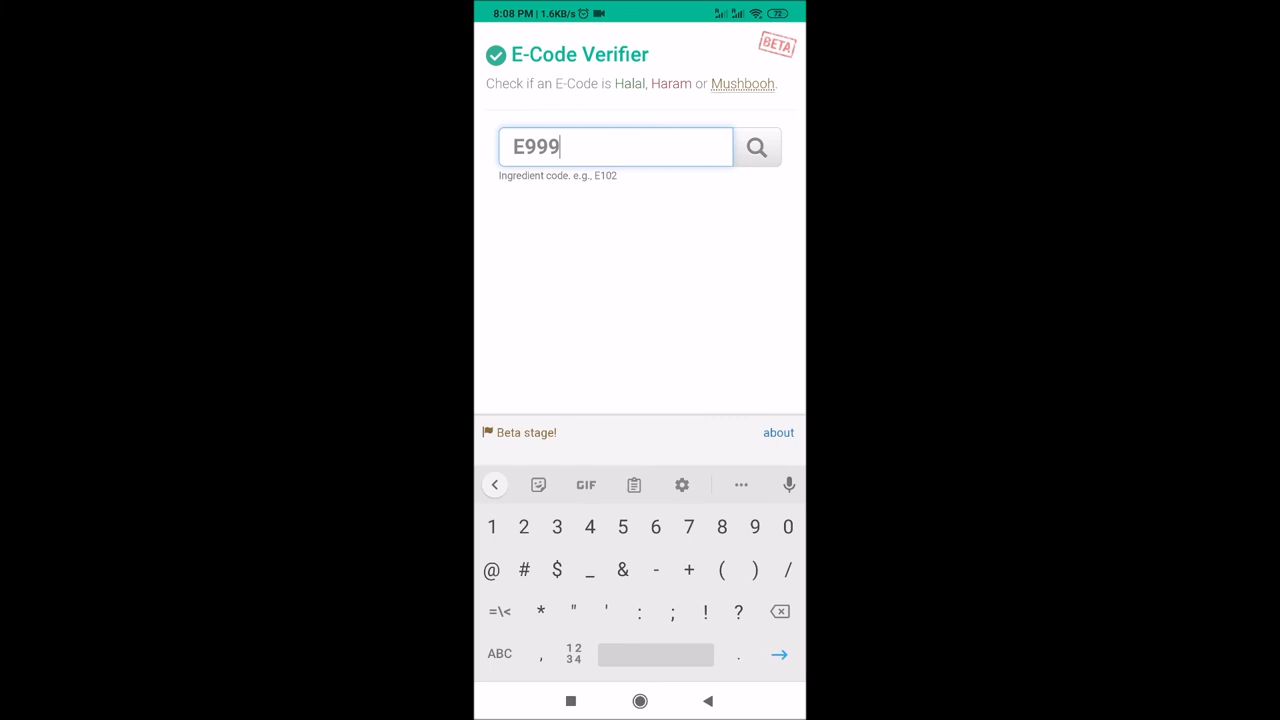 8:08 PM | 1.6KB/s
72
BETA
E-Code Verifier
Check if an E-Code is Halal, Haram or Mushbooh.
E999
Ingredient code. e.g., E102
Beta stage!
about
GIF
1 2 3 4 5 6 7 8 9 0
@ # $ _ & - + ( ) /
=\< * " ' : ; ! ?
ABC , 12 34 .